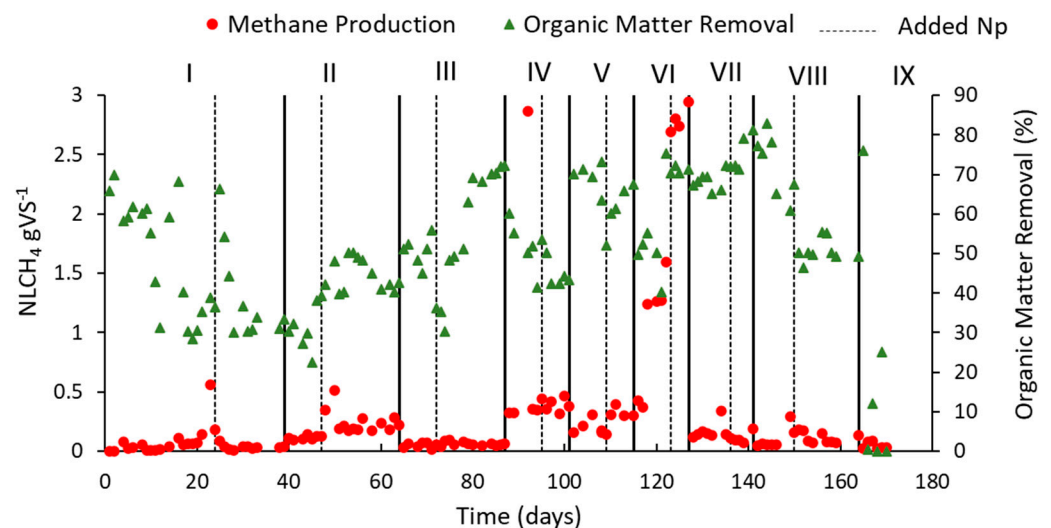 Methane Production Organic Matter Removal Added Np
I II III IV V VI VII VIII IX
3 90
80
2.5
70
2 60
50
1.5
40
1 30
20
0.5
10
0 0
0 20 40 60 80 100 120 140 160 180
NLCH₄ gVS⁻¹
Organic Matter Removal (%)
Time (days)